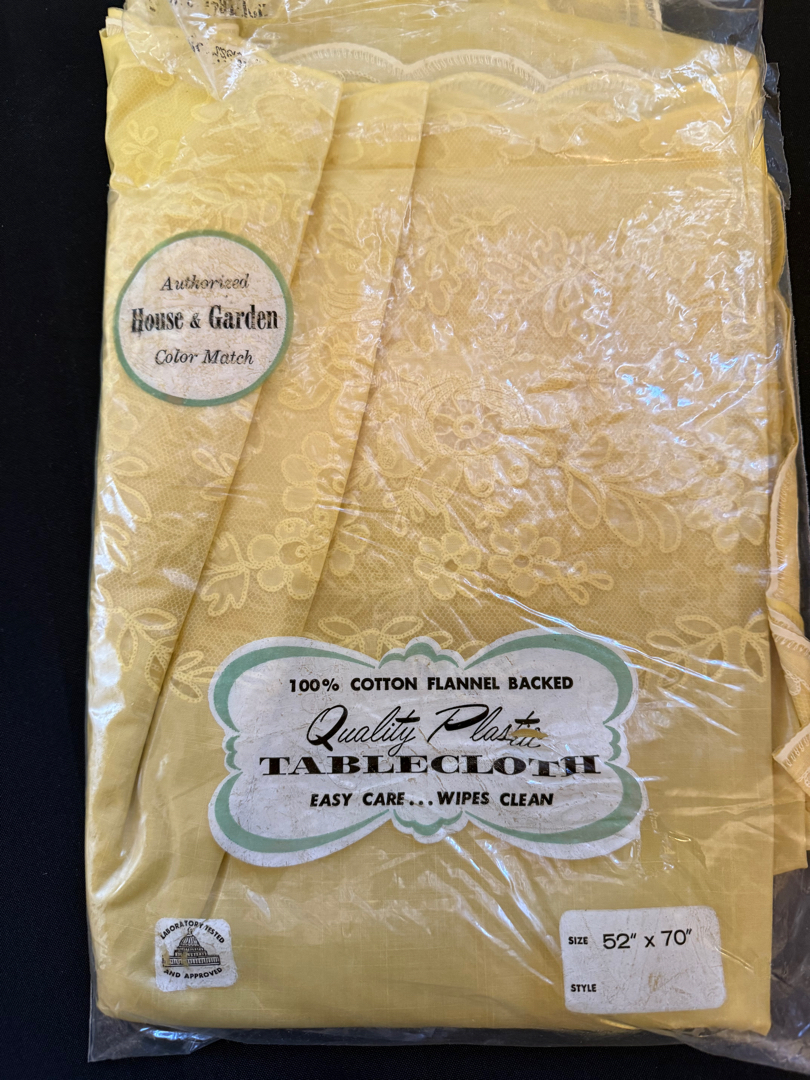 Authorized
House & Garden
Color Match
100% COTTON FLANNEL BACKED
Quality Plastic
TABLECLOTH
EASY CARE...WIPES CLEAN
LABORATORY TESTED
AND APPROVED
SIZE 52" x 70"
STYLE